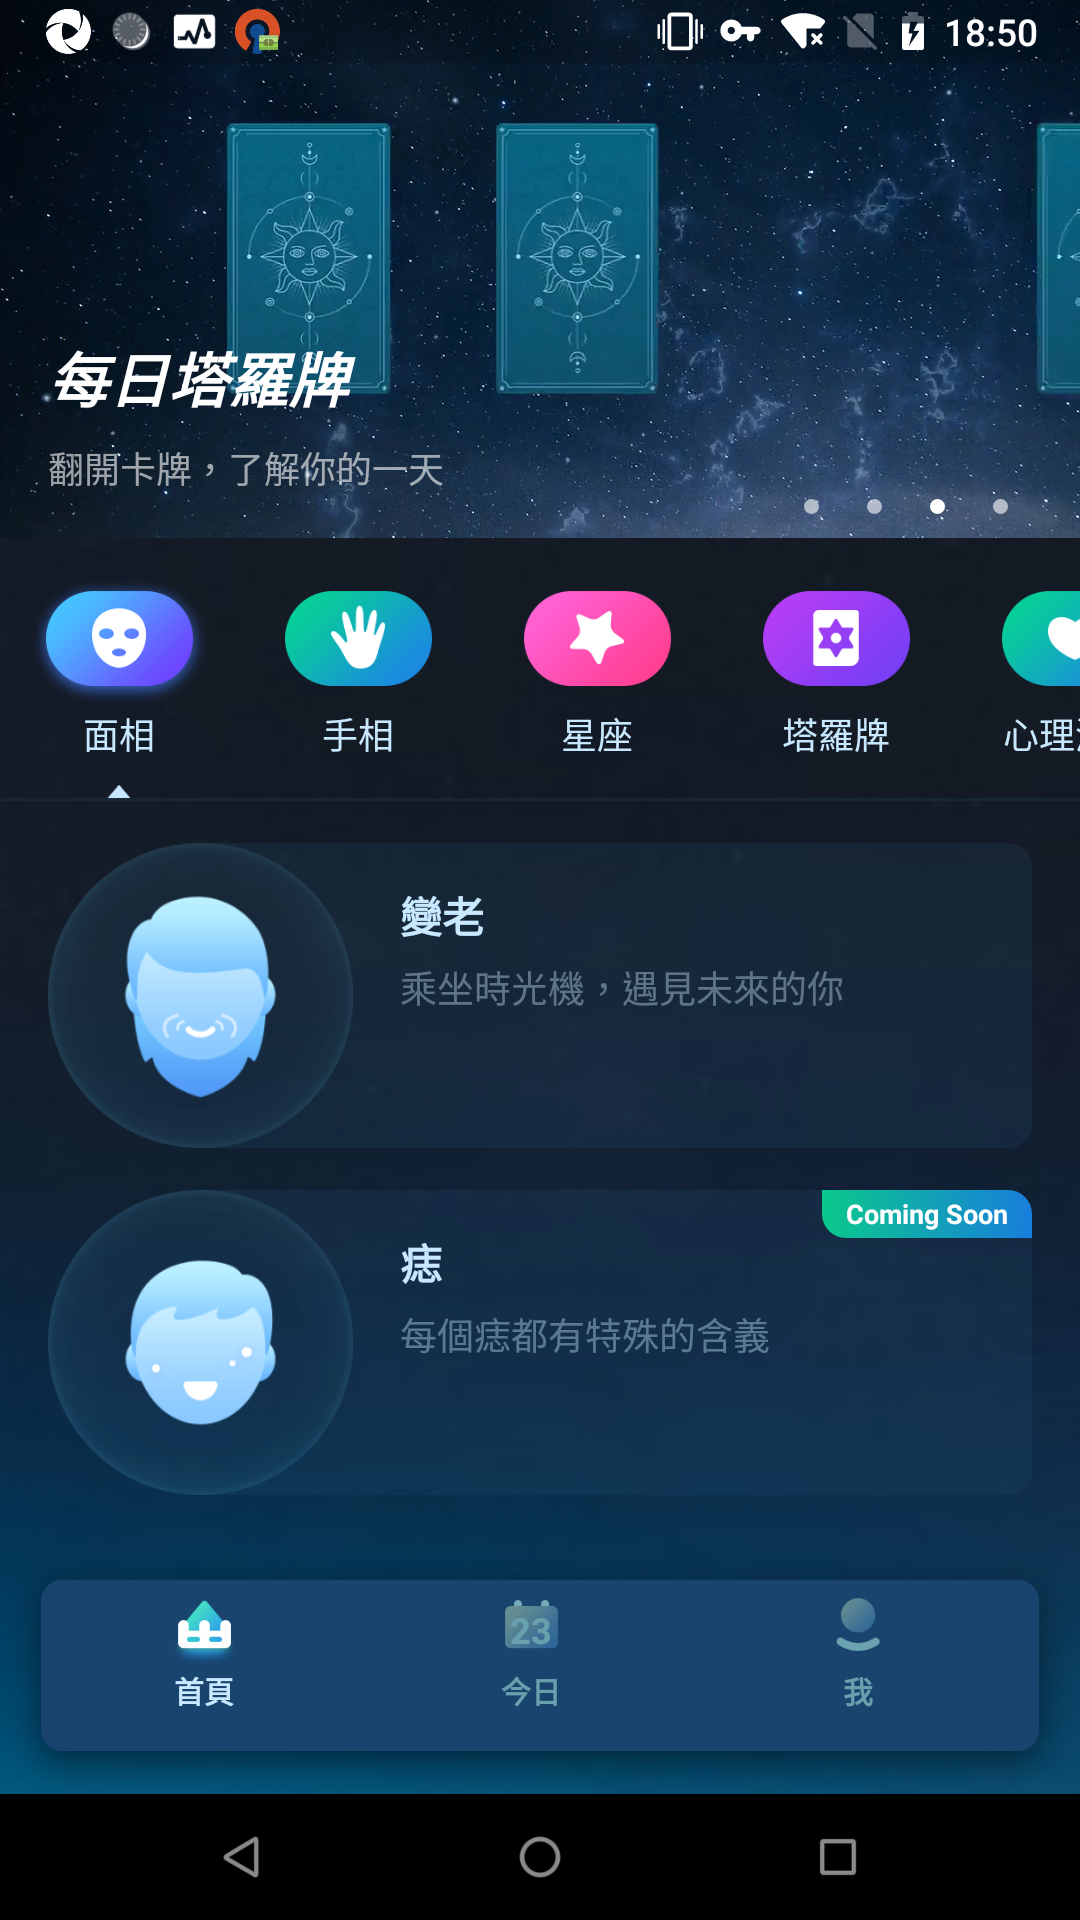 18:50
每日塔羅牌
翻開卡牌，了解你的一天
面相
手相
星座
塔羅牌
心理
變老
乘坐時光機，遇見未來的你
Coming Soon
痣
每個痣都有特殊的含義
23
首頁
今日
我